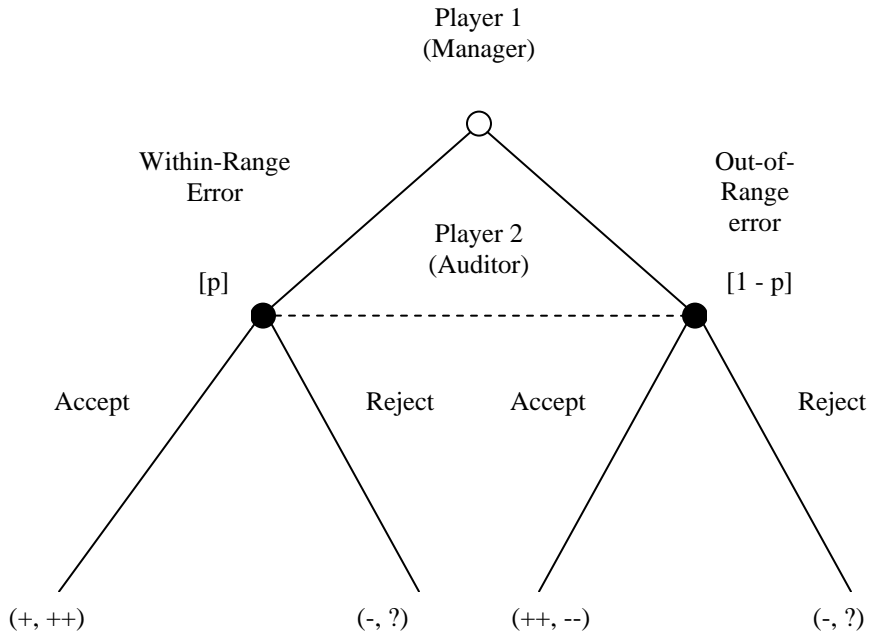 Player 1
(Manager)
Within-Range
Error
Out-of-
Range
error
Player 2
(Auditor)
[p]
[1 - p]
Accept
Reject
Accept
Reject
(+, ++)
(-, ?)
(++, --)
(-, ?)